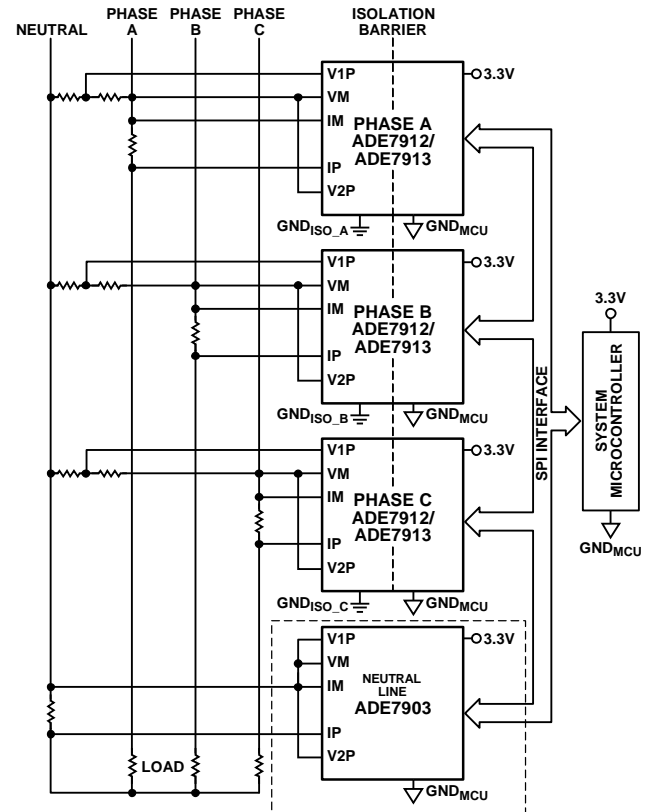 NEUTRAL
PHASE
A
PHASE
B
PHASE
C
ISOLATION
BARRIER
V1P
VM
IM
IP
V2P
PHASE A
ADE7912/
ADE7913
3.3V
GNDISO_A
GNDMCU
V1P
VM
IM
IP
V2P
PHASE B
ADE7912/
ADE7913
3.3V
GNDISO_B
GNDMCU
V1P
VM
IM
IP
V2P
PHASE C
ADE7912/
ADE7913
3.3V
GNDISO_C
GNDMCU
V1P
VM
IM
IP
V2P
NEUTRAL
LINE
ADE7903
3.3V
GNDMCU
LOAD
SPI INTERFACE
3.3V
SYSTEM
MICROCONTROLLER
GNDMCU